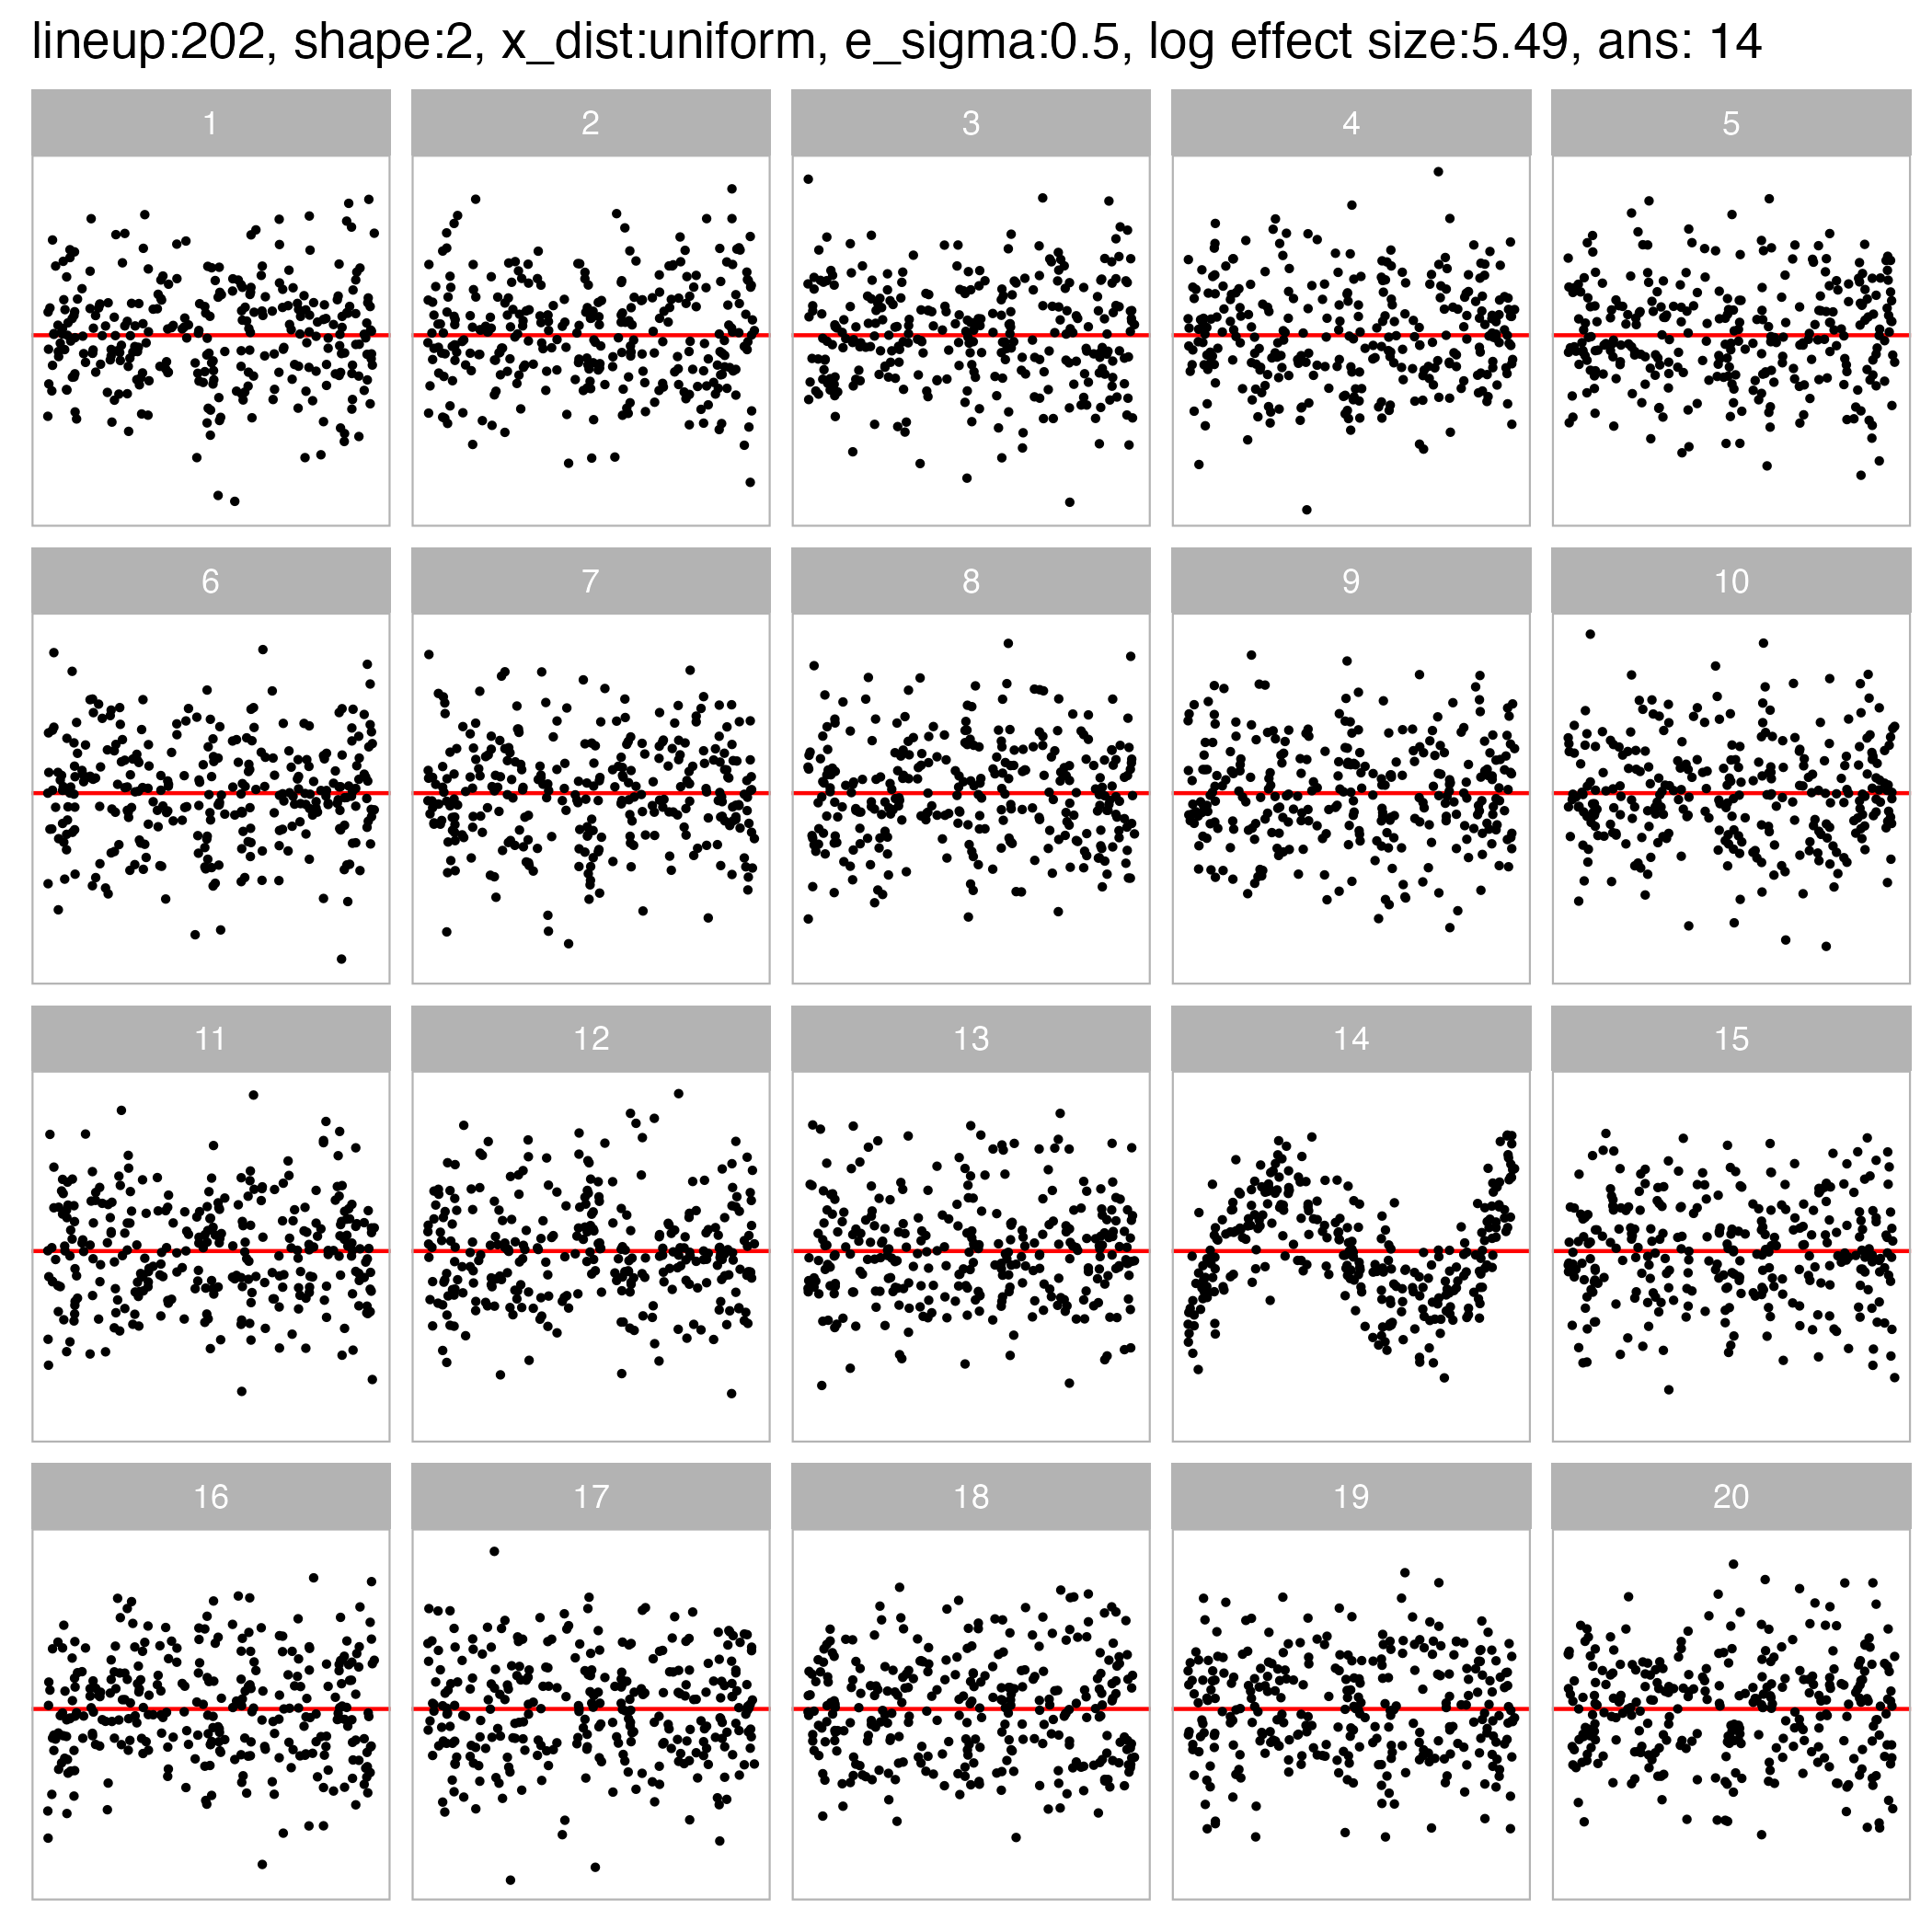 lineup:202, shape:2, x_dist:uniform, e_sigma:0.5, log effect size:5.49, ans: 14
1 2 3 4 5
6 7 8 9 10
11 12 13 14 15
16 17 18 19 20